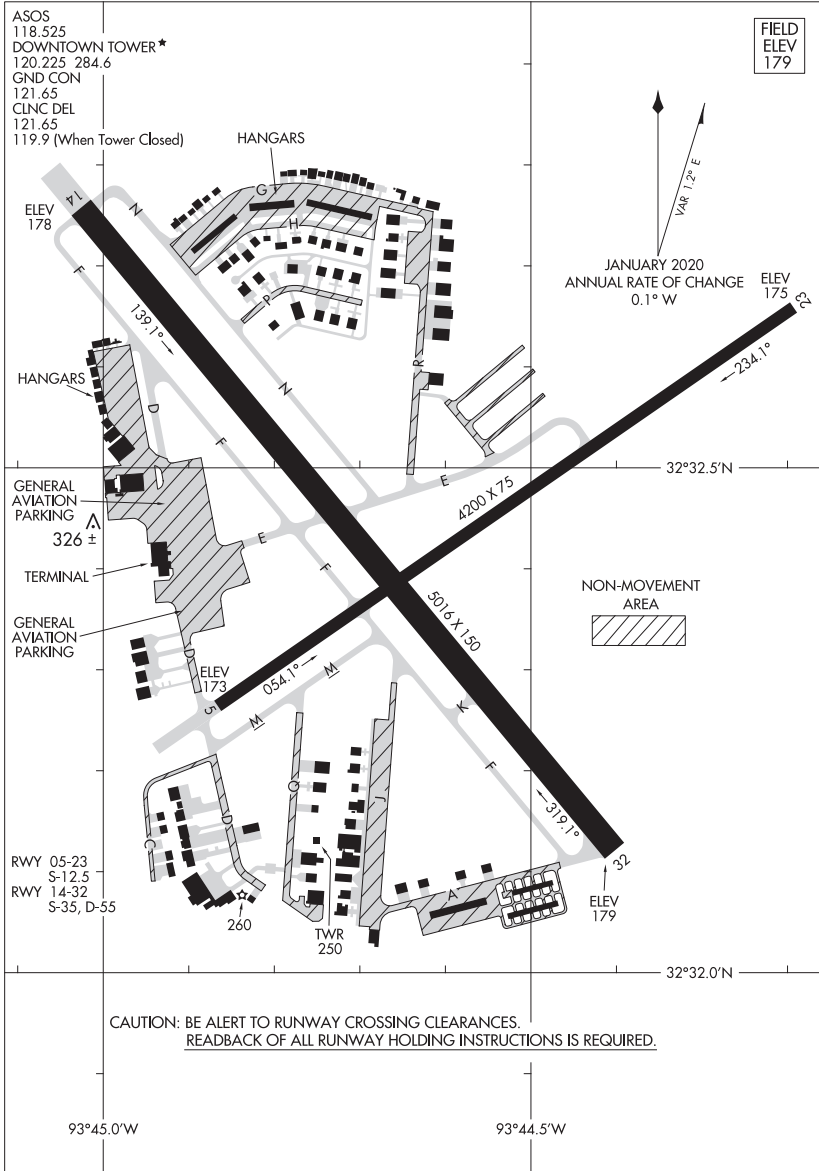 ASOS
118.525
DOWNTOWN TOWER★
120.225 284.6
GND CON
121.65
CLNC DEL
121.65
119.9 (When Tower Closed)
FIELD
ELEV
179
HANGARS
VAR 1.2° E
JANUARY 2020
ANNUAL RATE OF CHANGE
0.1° W
14
ELEV
178
N
G
H
F
P
139.1°
ELEV
175
23
234.1°
HANGARS
D
N
R
F
32°32.5'N
E
4200 X 75
GENERAL
AVIATION
PARKING
326 ±
E
F
TERMINAL
5016 X 150
NON-MOVEMENT
AREA
GENERAL
AVIATION
PARKING
D
ELEV
173
054.1°
M
M
5
K
F
Q
J
D
C
319.1°
32
ELEV
179
RWY 05-23
S-12.5
RWY 14-32
S-35, D-55
A
260
TWR
250
32°32.0'N
CAUTION: BE ALERT TO RUNWAY CROSSING CLEARANCES.
READBACK OF ALL RUNWAY HOLDING INSTRUCTIONS IS REQUIRED.
93°45.0'W
93°44.5'W